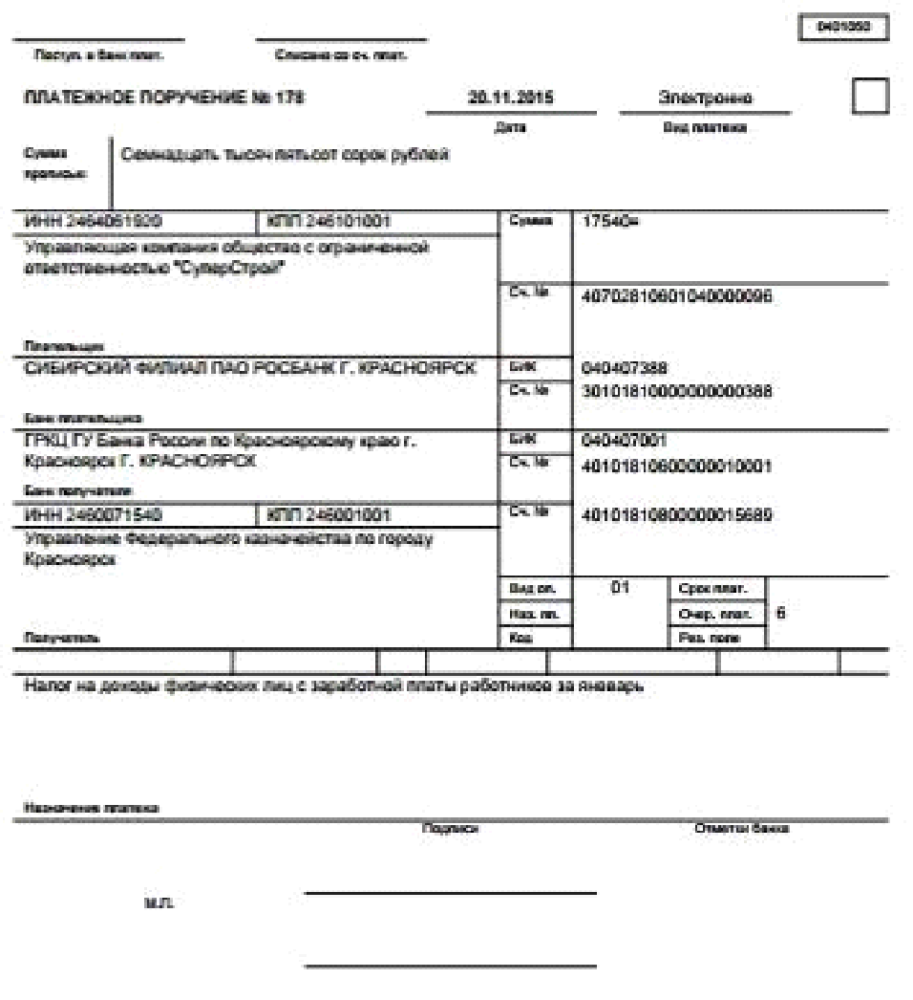 0401060
Поступ. в банк плат.
Списано со сч. плат.
ПЛАТЕЖНОЕ ПОРУЧЕНИЕ № 178
20.11.2015
Электронно
Дата
Вид платежа
Сумма прописью
Семнадцать тысяч пятьсот сорок рублей
ИНН 2464061920
КПП 246101001
Сумма
17540=
Управляющая компания общество с ограниченной
ответственностью "СуперСтрой"
Сч. №
40702810601040000096
Плательщик
СИБИРСКИЙ ФИЛИАЛ ПАО РОСБАНК Г. КРАСНОЯРСК
БИК
040407388
Сч. №
30101810000000000388
Банк плательщика
ГРКЦ ГУ Банка России по Красноярскому краю г.
Красноярск Г. КРАСНОЯРСК
БИК
040407001
Сч. №
40101810600000010001
Банк получателя
ИНН 2460071540
КПП 246001001
Сч. №
40101810800000015689
Управление Федерального казначейства по городу
Красноярск
Вид оп.
01
Срок плат.
Наз. пл.
Очер. плат.
6
Получатель
Код
Рез. поле
Налог на доходы физических лиц с заработной платы работников за январь
Назначение платежа
Подписи
Отметки банка
М.П.